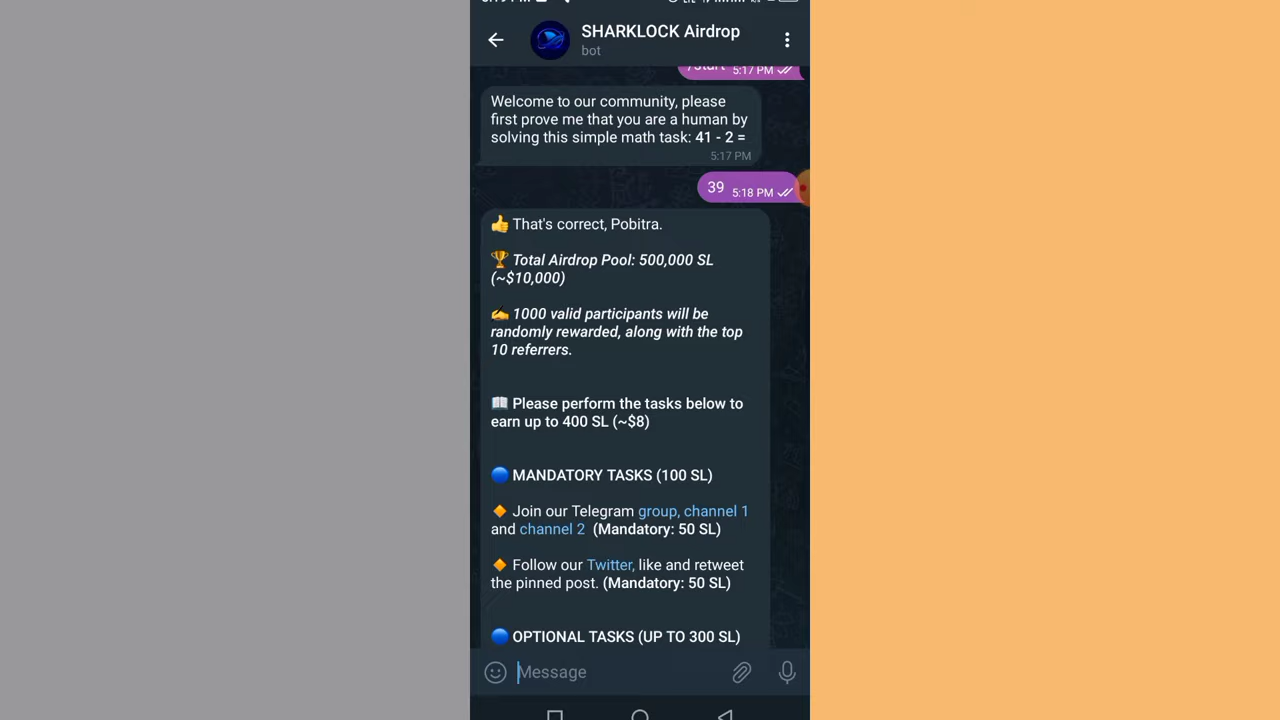 SHARKLOCK Airdrop
bot
5:17 PM
Welcome to our community, please
first prove me that you are a human by
solving this simple math task: 41 - 2 =
5:17 PM
39 5:18 PM
👍 That's correct, Pobitra.
🏆 Total Airdrop Pool: 500,000 SL
(~$10,000)
✍️ 1000 valid participants will be
randomly rewarded, along with the top
10 referrers.
📖 Please perform the tasks below to
earn up to 400 SL (~$8)
🔵 MANDATORY TASKS (100 SL)
🔸 Join our Telegram group, channel 1
and channel 2 (Mandatory: 50 SL)
🔸 Follow our Twitter, like and retweet
the pinned post. (Mandatory: 50 SL)
🔵 OPTIONAL TASKS (UP TO 300 SL)
Message